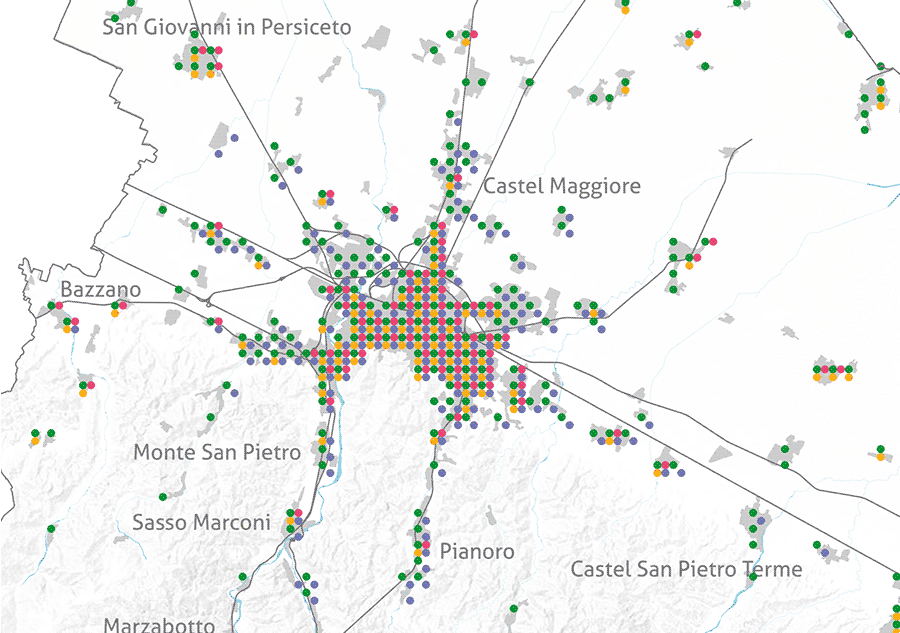 San Giovanni in Persiceto
Castel Maggiore
Bazzano
Monte San Pietro
Sasso Marconi
Pianoro
Castel San Pietro Terme
Marzabotto